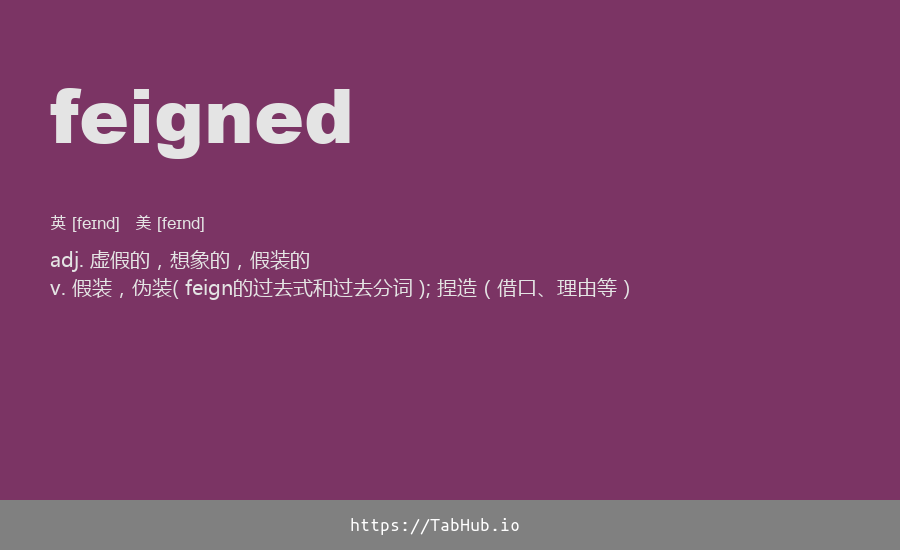 feigned
英 [feɪnd]   美 [feɪnd]
adj. 虚假的，想象的，假装的
v. 假装，伪装( feign的过去式和过去分词 ); 捏造（借口、理由等）
https://TabHub.io